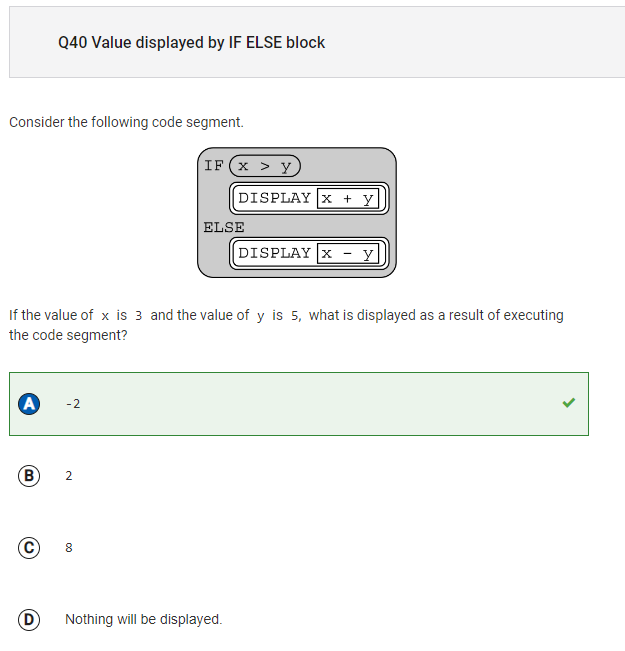 Q40 Value displayed by IF ELSE block
Consider the following code segment.
IF x > y
DISPLAY x + y
ELSE
DISPLAY x - y
If the value of x is 3 and the value of y is 5, what is displayed as a result of executing
the code segment?
A -2
B 2
C 8
D Nothing will be displayed.